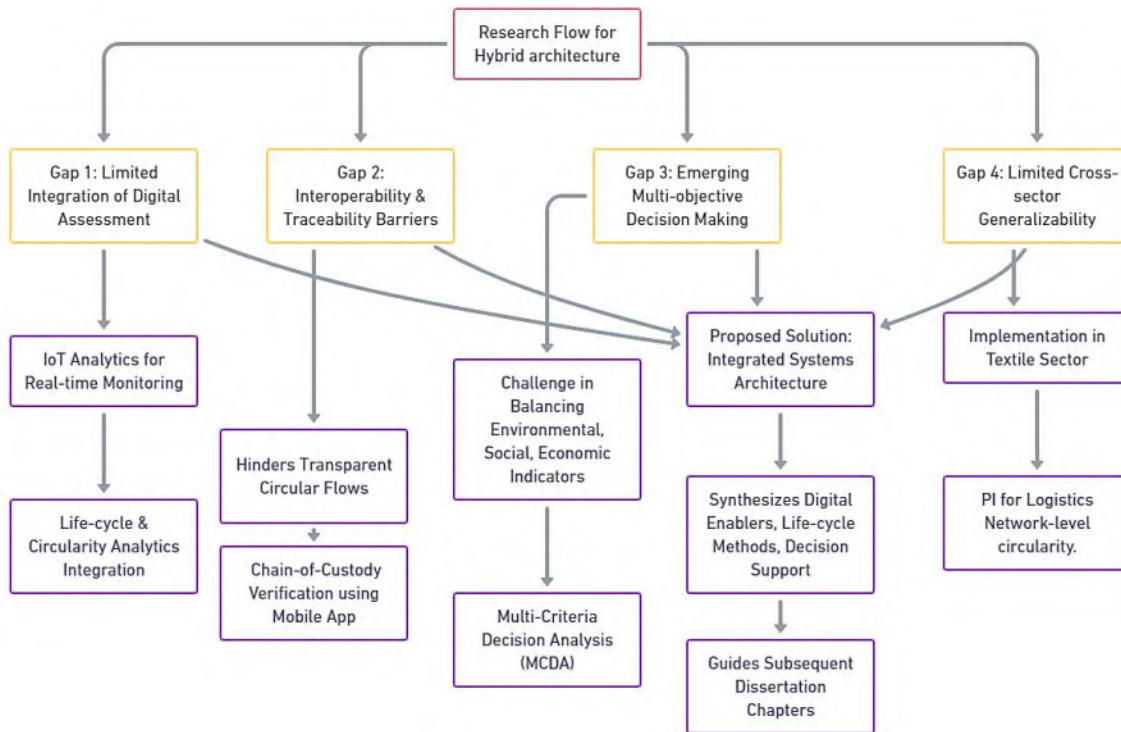 Research Flow for
Hybrid architecture
Gap 1: Limited
Integration of Digital
Assessment
Gap 2:
Interoperability &
Traceability Barriers
Gap 3: Emerging
Multi-objective
Decision Making
Gap 4: Limited Cross-
sector
Generalizability
IoT Analytics for
Real-time Monitoring
Life-cycle &
Circularity Analytics
Integration
Hinders Transparent
Circular Flows
Chain-of-Custody
Verification using
Mobile App
Challenge in
Balancing
Environmental,
Social, Economic
Indicators
Multi-Criteria
Decision Analysis
(MCDA)
Proposed Solution:
Integrated Systems
Architecture
Synthesizes Digital
Enablers, Life-cycle
Methods, Decision
Support
Guides Subsequent
Dissertation
Chapters
Implementation in
Textile Sector
PI for Logistics
Network-level
circularity.